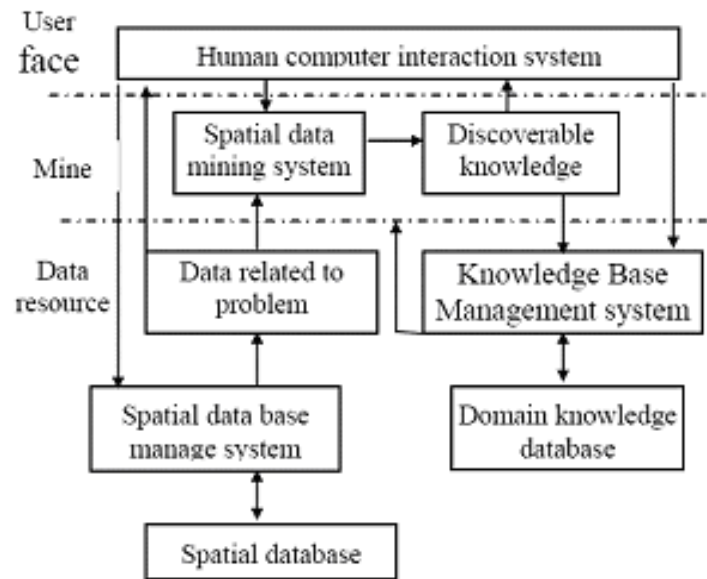 User
face
Human computer interaction system
Mine
Spatial data
mining system
Discoverable
knowledge
Data
resource
Data related to
problem
Knowledge Base
Management system
Spatial data base
manage system
Domain knowledge
database
Spatial database